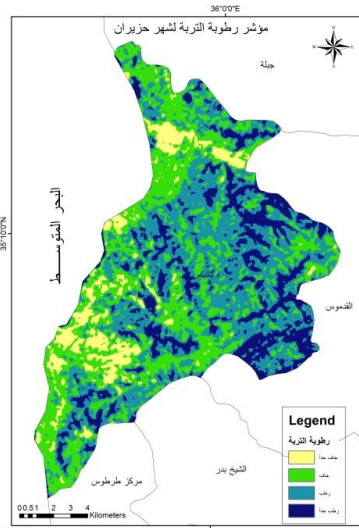 36°0'0"E
مؤشر رطوبة التربة لشهر حزيران
جبلة
البحر المتوسط
35°10'0"N
بانياس
القدموس
Legend
رطوبة التربة
جاف جدا
جاف
رطب
رطب جدا
الشيخ بدر
مركز طرطوس
0 0.5 1 2 3 4
Kilometers